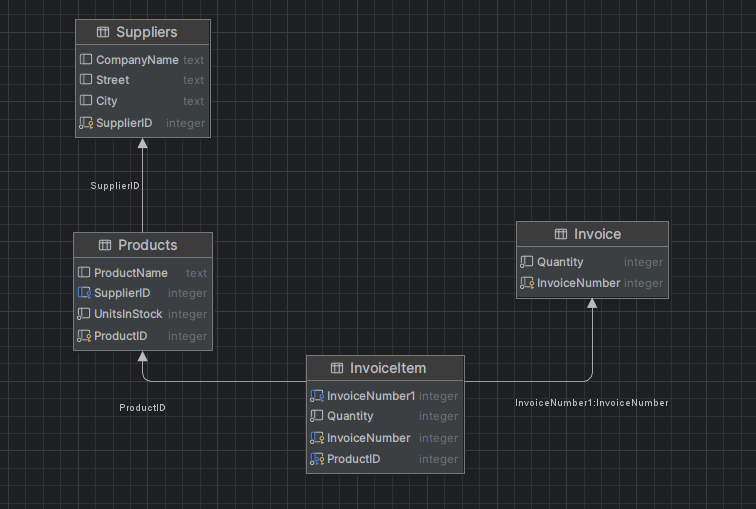 Suppliers
CompanyName text
Street text
City text
SupplierID integer
SupplierID
Products
ProductName text
SupplierID integer
UnitsInStock integer
ProductID integer
Invoice
Quantity integer
InvoiceNumber integer
InvoiceItem
InvoiceNumber1 integer
Quantity integer
InvoiceNumber integer
ProductID integer
ProductID
InvoiceNumber1:InvoiceNumber